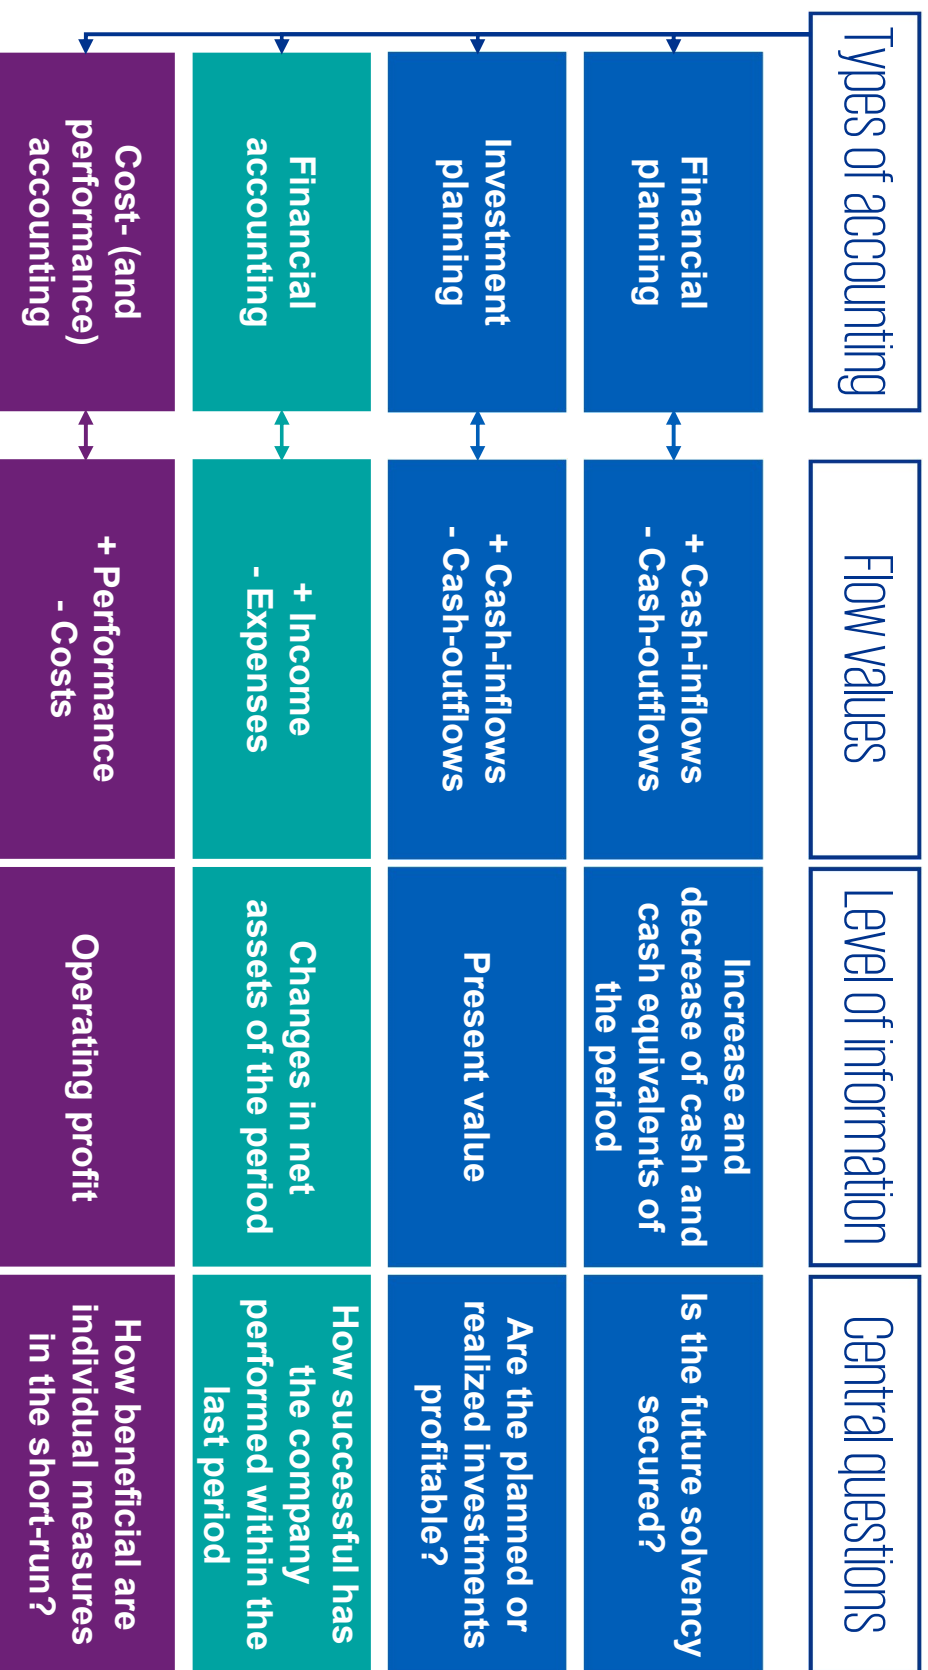 Types of accounting
Flow values
Level of information
Central questions
Financial
planning
+ Cash-inflows
- Cash-outflows
Increase and
decrease of cash and
cash equivalents of
the period
Is the future solvency
secured?
Investment
planning
+ Cash-inflows
- Cash-outflows
Present value
Are the planned or
realized investments
profitable?
Financial
accounting
+ Income
- Expenses
Changes in net
assets of the period
How successful has
the company
performed within the
last period
Cost- (and
performance)
accounting
+ Performance
- Costs
Operating profit
How beneficial are
individual measures
in the short-run?